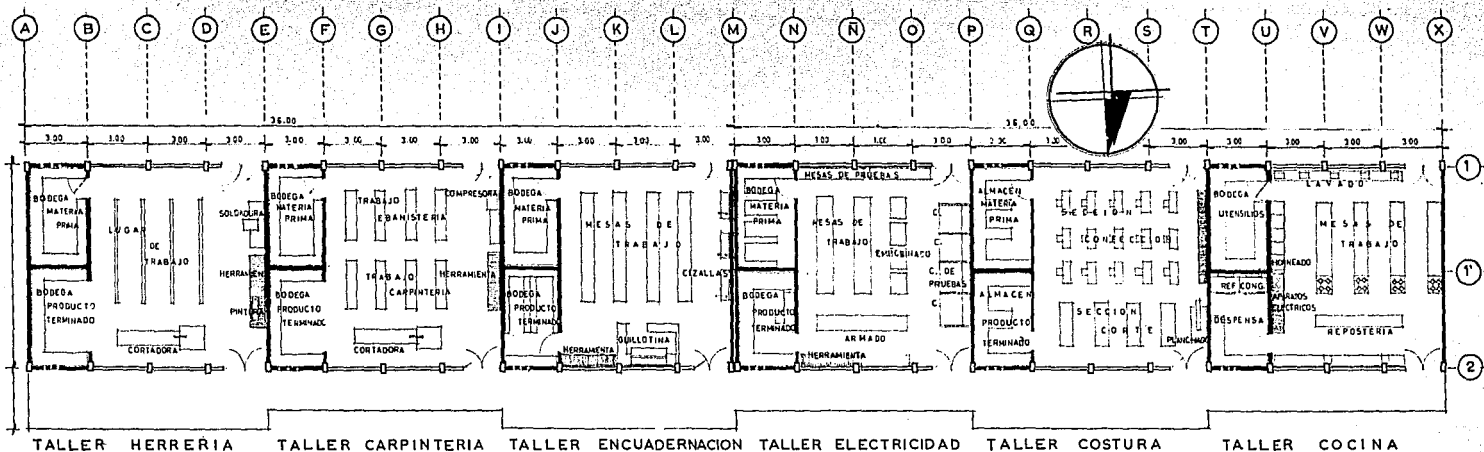 A B C D E F G H I J K L M N Ñ O P Q R S T U V W X
36.00 36.00
3.00 3.00 3.00 3.00 3.00 3.00 3.00 3.00 3.00 3.00 3.00 3.00 3.00 3.00 3.00 3.00 3.00 3.00 3.00 3.00
1
1'
2
BODEGA
MATERIA
PRIMA
BODEGA
PRODUCTO
TERMINADO
LUGAR
DE
TRABAJO
SOLDADURA
HERRAMIENTA
PINTURA
CORTADORA
BODEGA
MATERIA
PRIMA
BODEGA
PRODUCTO
TERMINADO
TRABAJO
EBANISTERIA
TRABAJO
CARPINTERIA
COMPRESORA
HERRAMIENTA
CORTADORA
BODEGA
MATERIA
PRIMA
BODEGA
PRODUCTO
TERMINADO
MESAS DE
TRABAJO
CIZALLAS
HERRAMIENTA
GUILLOTINA
MESAS DE PRUEBAS
BODEGA
MATERIA
PRIMA
BODEGA
PRODUCTO
TERMINADO
MESAS DE
TRABAJO
EMBOBINADO
C.
C.
C. DE
PRUEBAS
C.
ARMADO
HERRAMIENTA
ALMACEN
MATERIA
PRIMA
ALMACEN
PRODUCTO
TERMINADO
SECCION
CONFECCION
SECCION
CORTE
PLANCHADO
BODEGA
UTENSILIOS
REF. CONG.
DESPENSA
LAVADO
MESAS DE
TRABAJO
HORNEADO
APARATOS
ELECTRICOS
REPOSTERIA
TALLER HERRERIA
TALLER CARPINTERIA
TALLER ENCUADERNACION
TALLER ELECTRICIDAD
TALLER COSTURA
TALLER COCINA